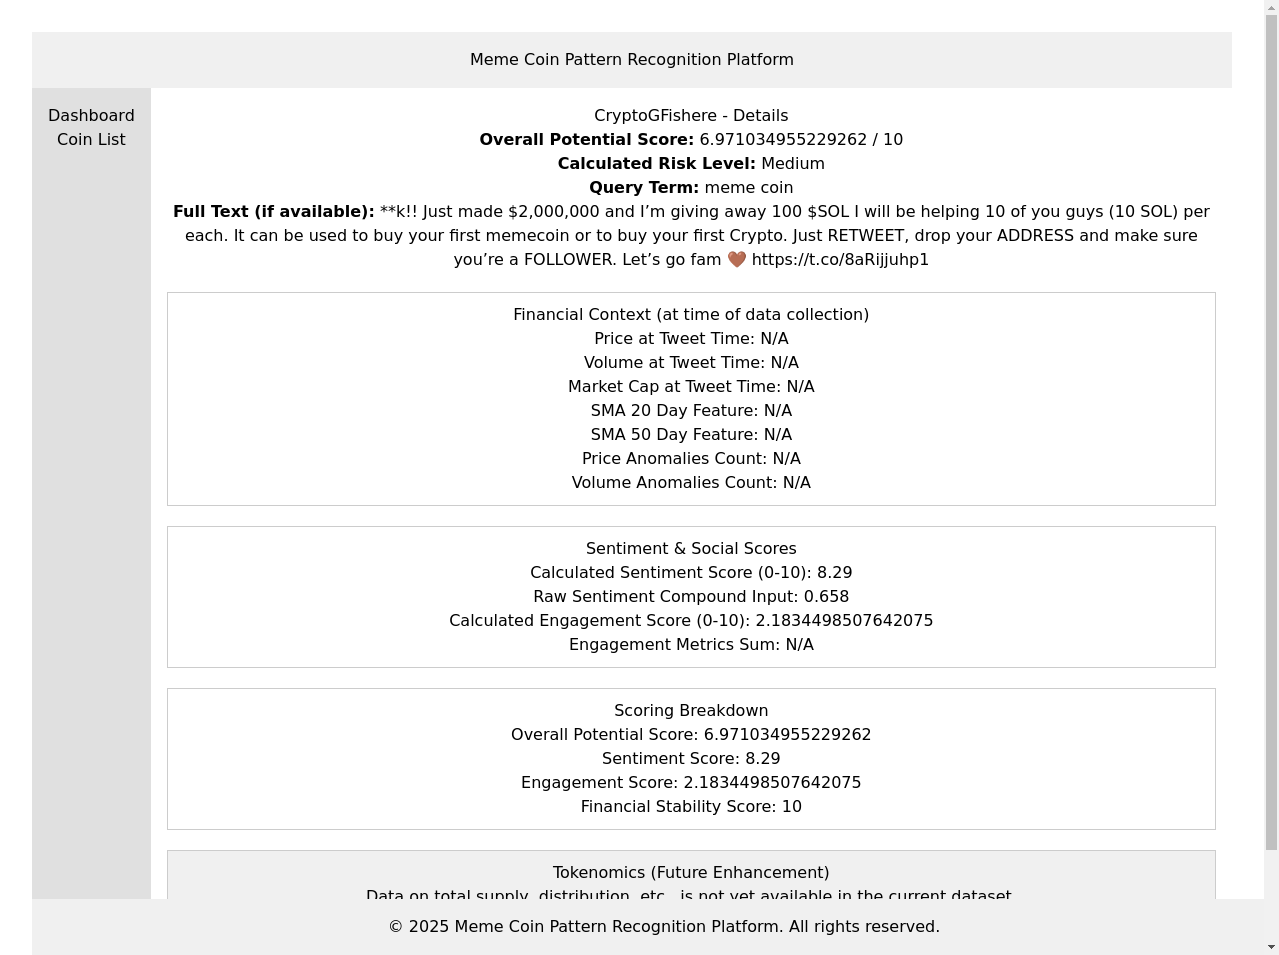 Meme Coin Pattern Recognition Platform
Dashboard
Coin List
CryptoGFishere - Details
Overall Potential Score: 6.971034955229262 / 10
Calculated Risk Level: Medium
Query Term: meme coin
Full Text (if available): **k!! Just made $2,000,000 and I’m giving away 100 $SOL I will be helping 10 of you guys (10 SOL) per
each. It can be used to buy your first memecoin or to buy your first Crypto. Just RETWEET, drop your ADDRESS and make sure
you’re a FOLLOWER. Let’s go fam 🤎 https://t.co/8aRijjuhp1
Financial Context (at time of data collection)
Price at Tweet Time: N/A
Volume at Tweet Time: N/A
Market Cap at Tweet Time: N/A
SMA 20 Day Feature: N/A
SMA 50 Day Feature: N/A
Price Anomalies Count: N/A
Volume Anomalies Count: N/A
Sentiment & Social Scores
Calculated Sentiment Score (0-10): 8.29
Raw Sentiment Compound Input: 0.658
Calculated Engagement Score (0-10): 2.1834498507642075
Engagement Metrics Sum: N/A
Scoring Breakdown
Overall Potential Score: 6.971034955229262
Sentiment Score: 8.29
Engagement Score: 2.1834498507642075
Financial Stability Score: 10
Tokenomics (Future Enhancement)
Data on total supply, distribution, etc., is not yet available in the current dataset.
© 2025 Meme Coin Pattern Recognition Platform. All rights reserved.